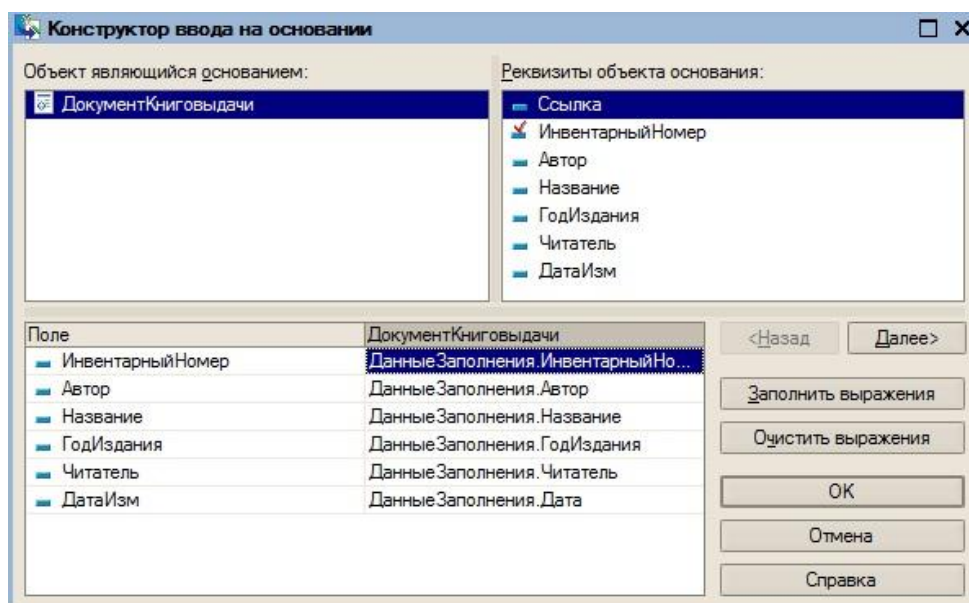 Конструктор ввода на основании
Объект являющийся основанием:
ДокументКниговыдачи
Реквизиты объекта основания:
Ссылка
ИнвентарныйНомер
Автор
Название
ГодИздания
Читатель
ДатаИзм
Поле ДокументКниговыдачи
ИнвентарныйНомер ДанныеЗаполнения.ИнвентарныйНо...
Автор ДанныеЗаполнения.Автор
Название ДанныеЗаполнения.Название
ГодИздания ДанныеЗаполнения.ГодИздания
Читатель ДанныеЗаполнения.Читатель
ДатаИзм ДанныеЗаполнения.Дата
<Назад Далее>
Заполнить выражения
Очистить выражения
OK
Отмена
Справка